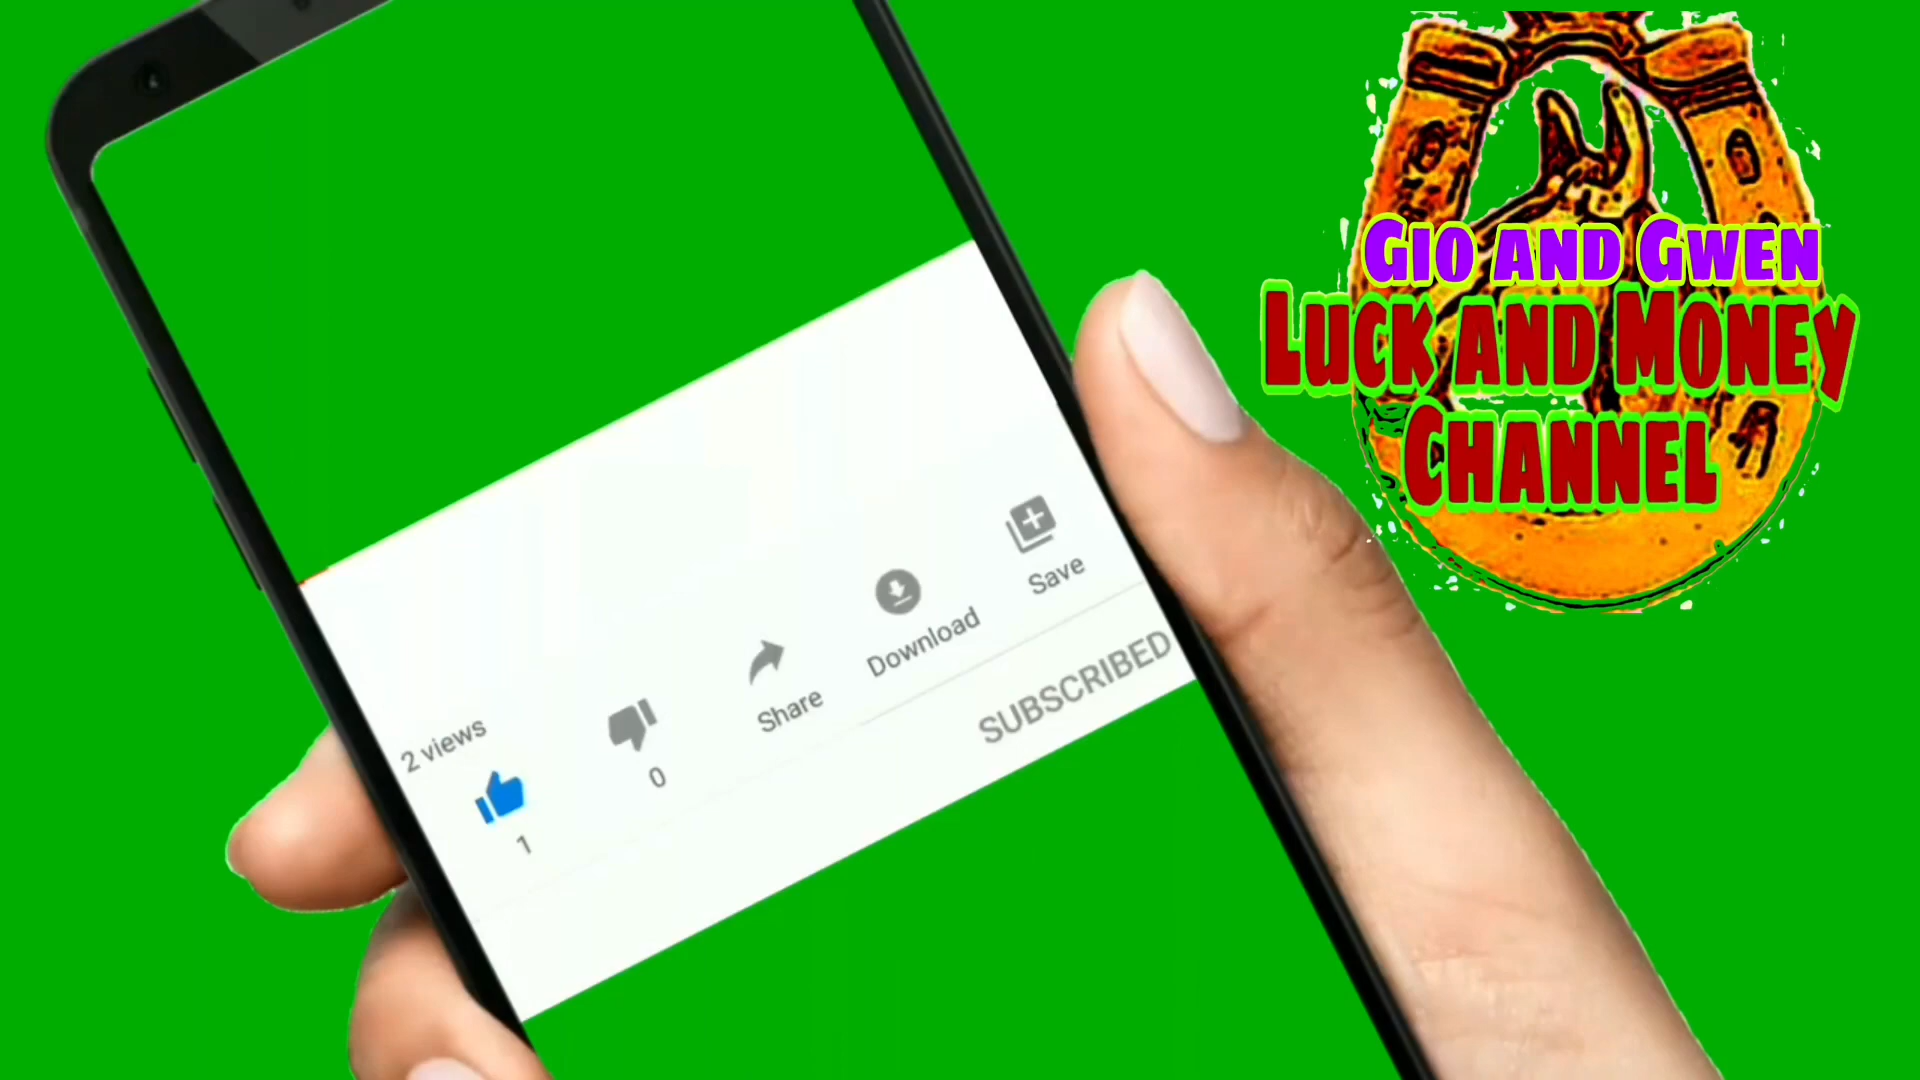 Gio and Gwen
Luck and Money
Channel
2 views
1
0
Share
Download
Save
SUBSCRIBED